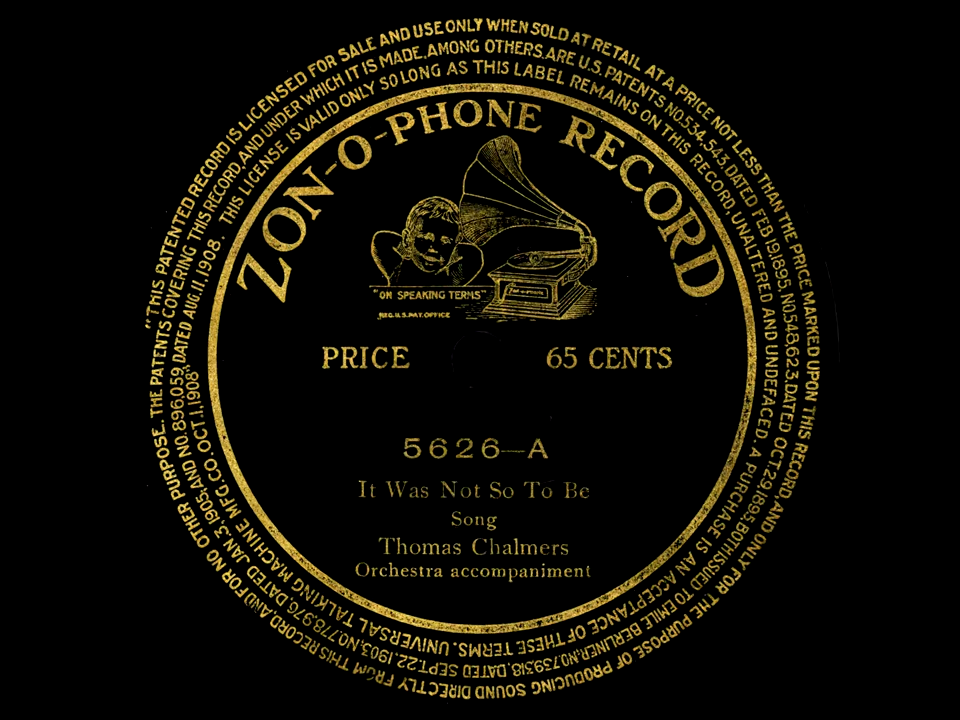 "THIS PATENTED RECORD IS LICENSED FOR SALE AND USE ONLY WHEN SOLD AT RETAIL AT A PRICE NOT LESS THAN THE PRICE MARKED UPON THIS RECORD, AND ONLY FOR THE PURPOSE OF PRODUCING SOUND DIRECTLY FROM THIS RECORD AND FOR NO OTHER PURPOSE. THE PATENTS COVERING THIS RECORD, AND UNDER WHICH IT IS MADE, AMONG OTHERS, ARE U.S. PATENTS NO. 534,543, DATED FEB 19, 1895, NO. 548,623, DATED OCT. 29, 1895, BOTH ISSUED TO EMILE BERLINER, NO. 739,318, DATED SEPT. 22, 1903, NO. 778,976, DATED JAN 3, 1905, AND NO. 896,059, DATED AUG. 11, 1908. THIS LICENSE IS VALID ONLY SO LONG AS THIS LABEL REMAINS ON THIS RECORD, UNALTERED AND UNDEFACED. A PURCHASE IS AN ACCEPTANCE OF THESE TERMS. UNIVERSAL TALKING MACHINE MFG. CO. OCT. 1, 1908"
ZON-O-PHONE RECORD
"ON SPEAKING TERMS"
REG. U.S. PAT. OFFICE
PRICE 65 CENTS
5626—A
It Was Not So To Be
Song
Thomas Chalmers
Orchestra accompaniment